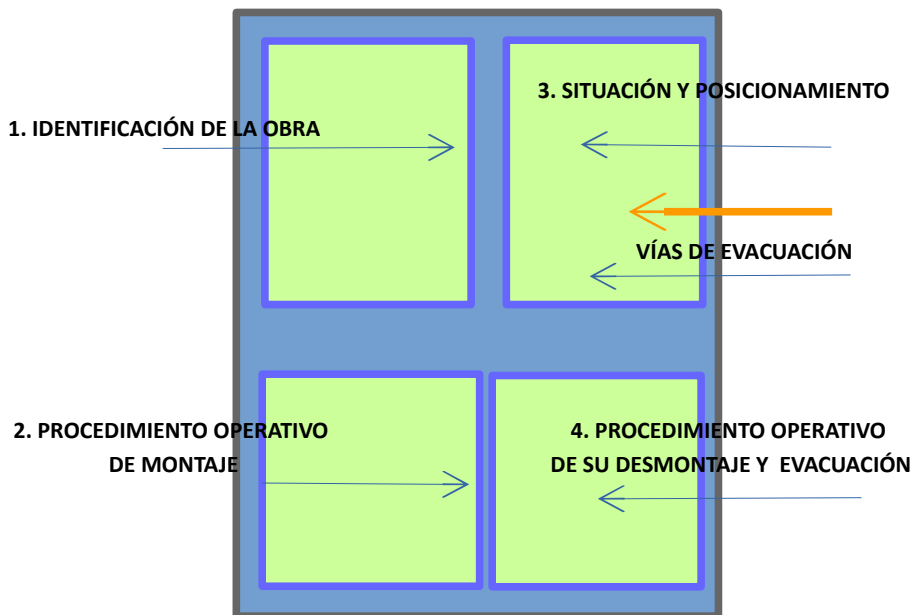 1. IDENTIFICACIÓN DE LA OBRA
2. PROCEDIMIENTO OPERATIVO
DE MONTAJE
3. SITUACIÓN Y POSICIONAMIENTO
VÍAS DE EVACUACIÓN
4. PROCEDIMIENTO OPERATIVO
DE SU DESMONTAJE Y EVACUACIÓN